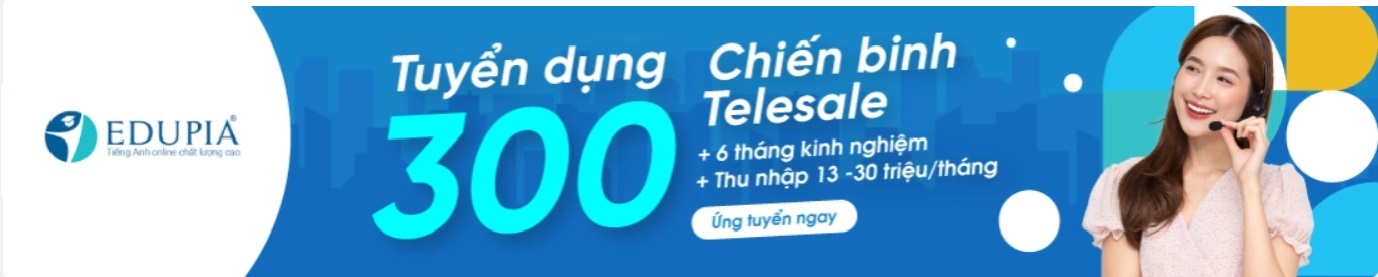 EDUPIA®
Tiếng Anh online chất lượng cao
Tuyển dụng
300
Chiến binh
Telesale
+ 6 tháng kinh nghiệm
+ Thu nhập 13 -30 triệu/tháng
Ứng tuyển ngay